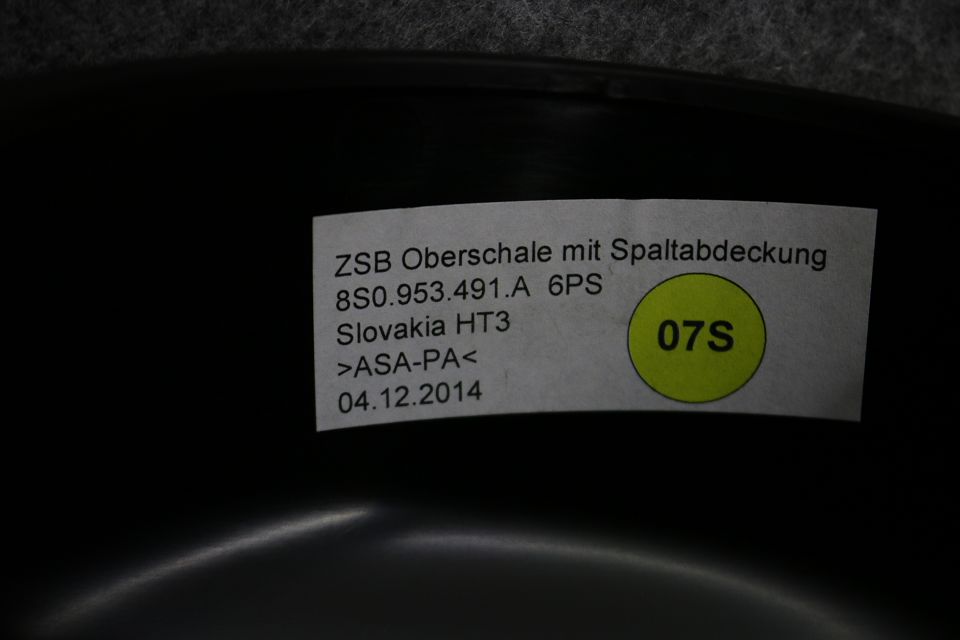 ZSB Oberschale mit Spaltabdeckung
8S0.953.491.A 6PS
Slovakia HT3
>ASA-PA<
04.12.2014
07S